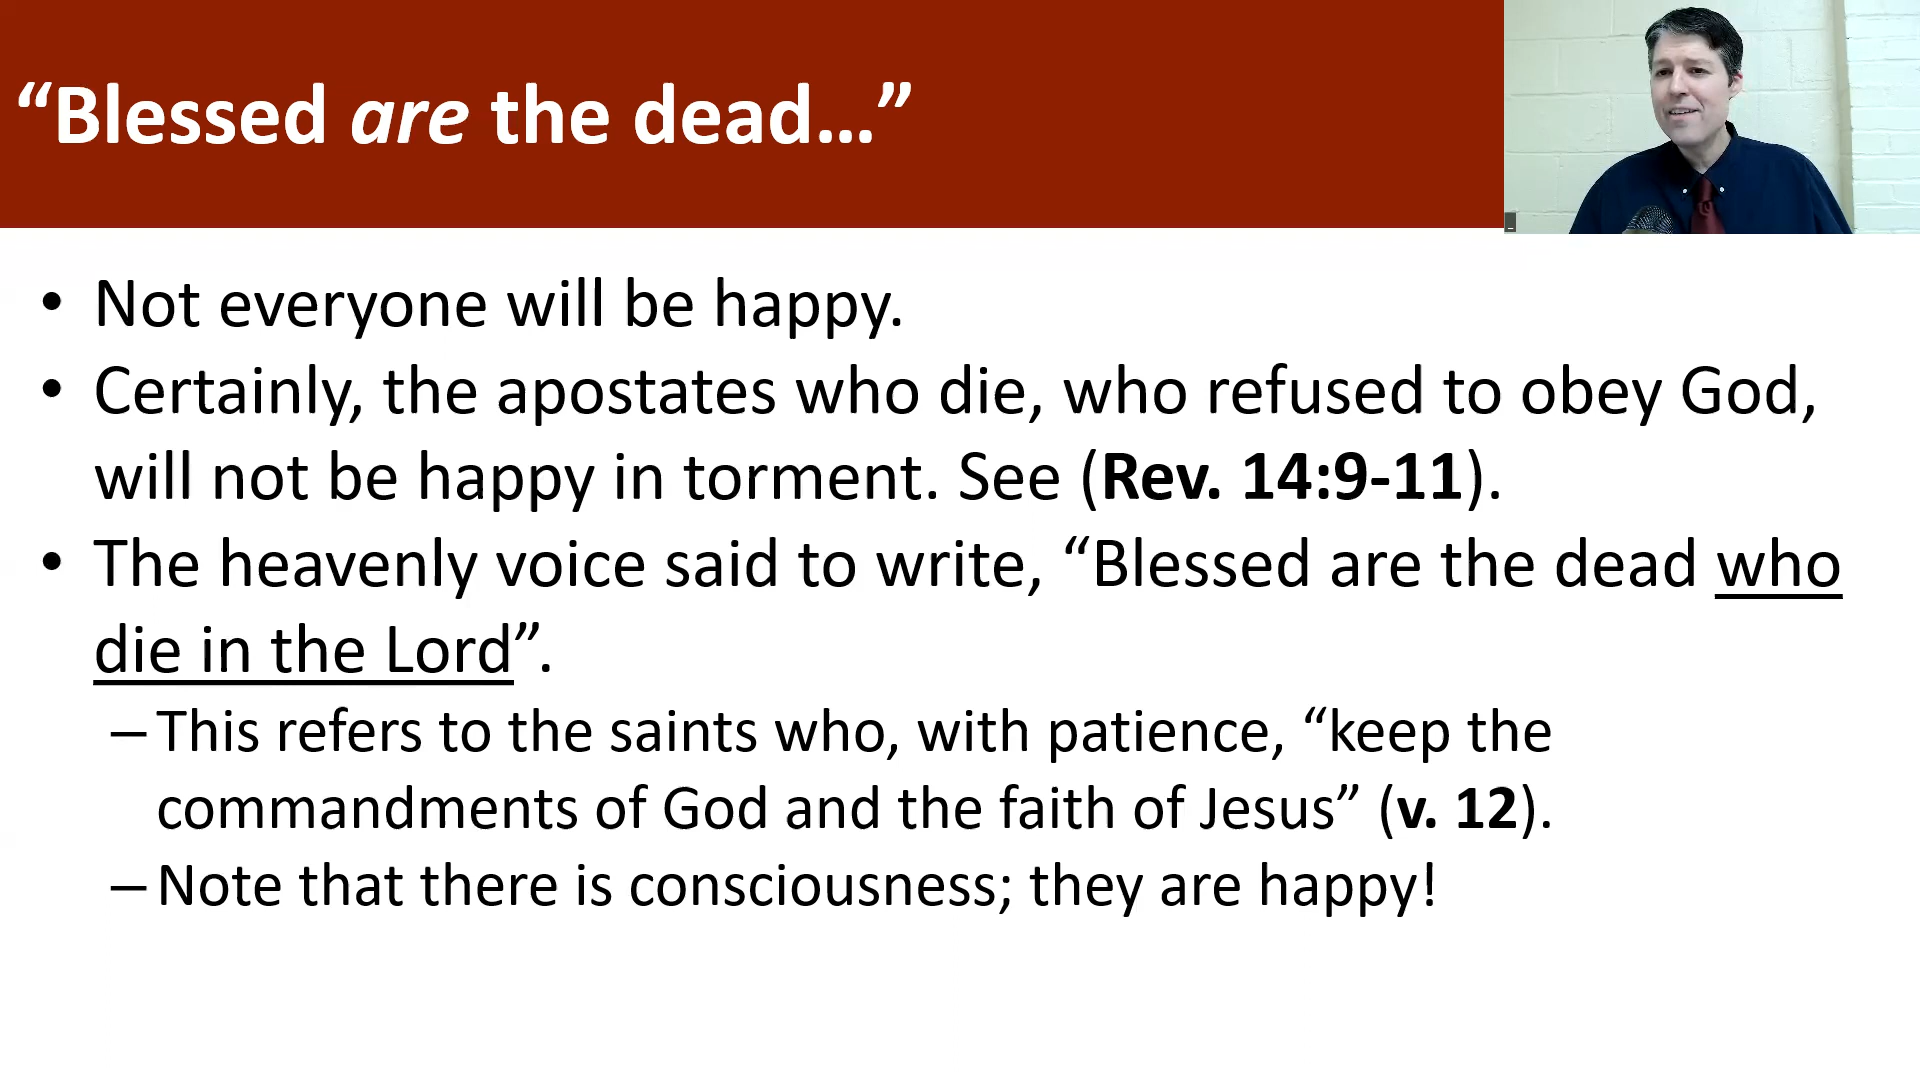 “Blessed are the dead…”
• Not everyone will be happy.
• Certainly, the apostates who die, who refused to obey God,
will not be happy in torment. See (Rev. 14:9-11).
• The heavenly voice said to write, “Blessed are the dead who
die in the Lord”.
– This refers to the saints who, with patience, “keep the
commandments of God and the faith of Jesus” (v. 12).
– Note that there is consciousness; they are happy!